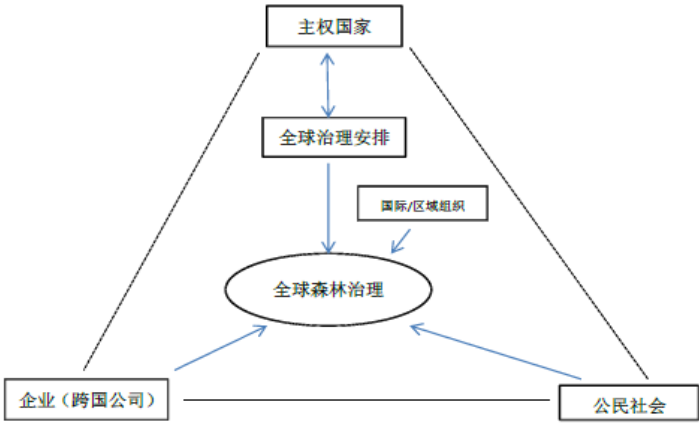 主权国家
全球治理安排
国际/区域组织
全球森林治理
企业（跨国公司）
公民社会